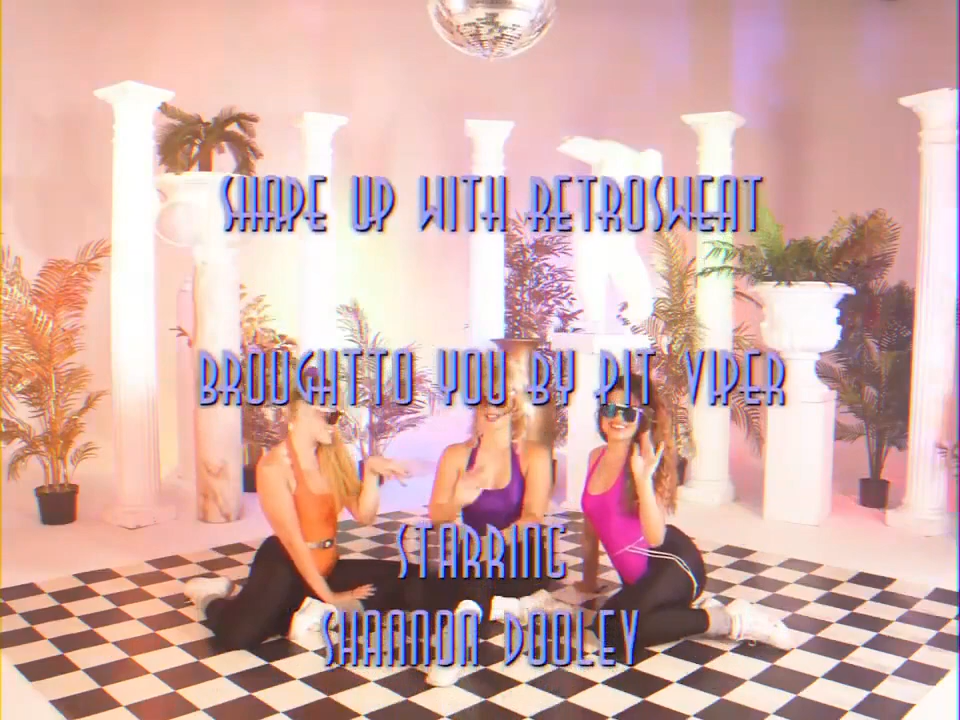 SHAPE UP WITH RETROSWEAT
BROUGHTTO YOU BY PIT VIPER
STARRING
SHANNON DOOLEY